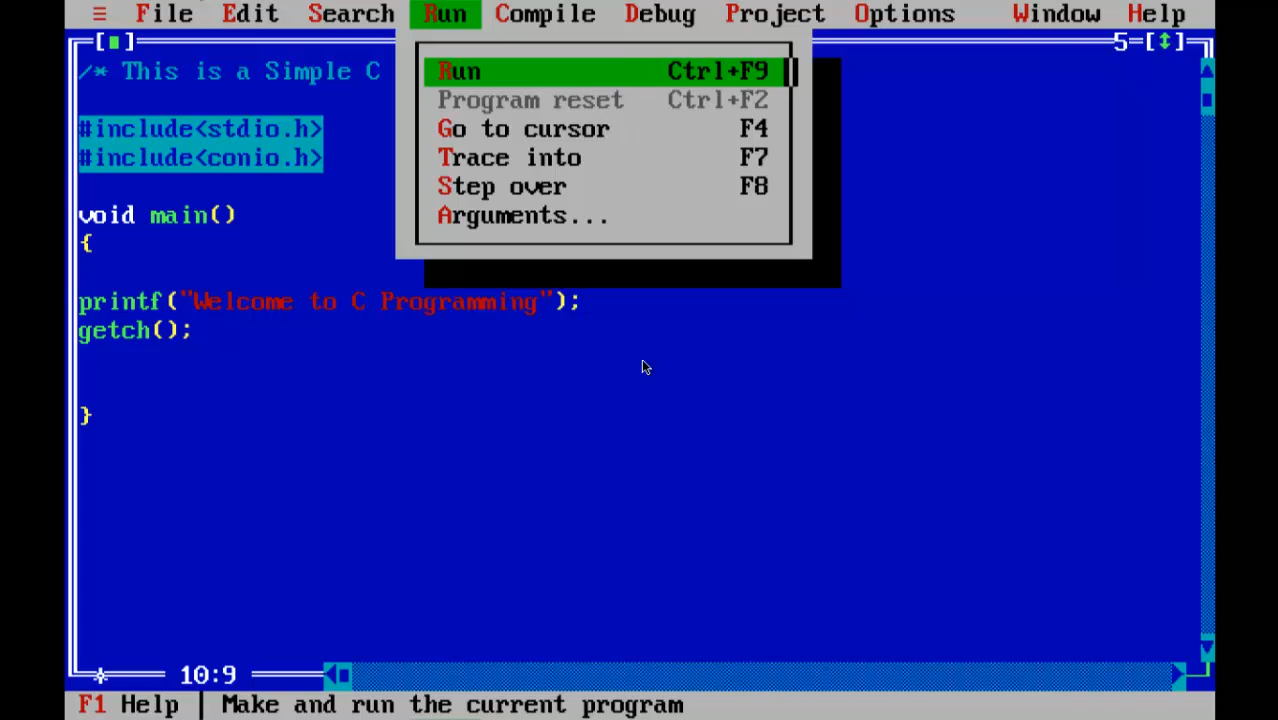 ≡ File Edit Search Run Compile Debug Project Options Window Help
[■] 5=[↕]
/* This is a Simple C
#include<stdio.h>
#include<conio.h>
void main()
{
printf("Welcome to C Programming");
getch();
}
Run Ctrl+F9
Program reset Ctrl+F2
Go to cursor F4
Trace into F7
Step over F8
Arguments...
10:9
F1 Help │ Make and run the current program